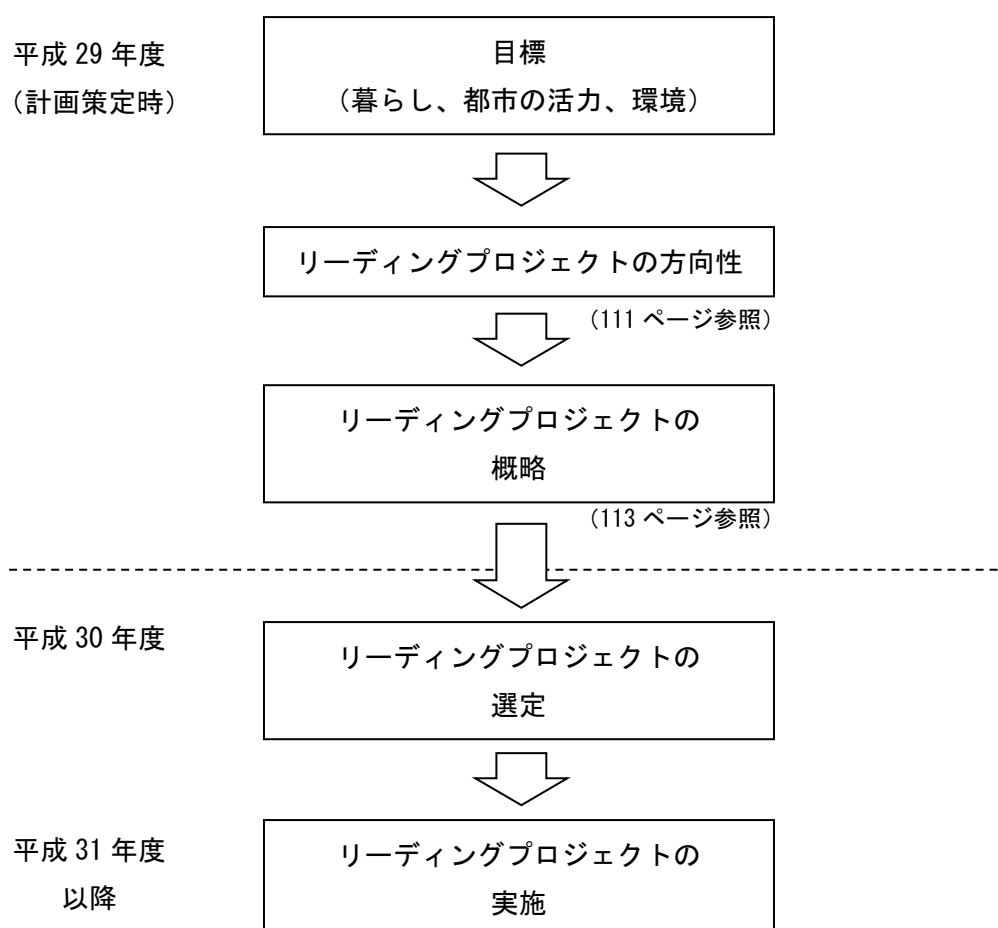 平成 29 年度
（計画策定時）
目標
（暮らし、都市の活力、環境）
リーディングプロジェクトの方向性
（111 ページ参照）
リーディングプロジェクトの
概略
（113 ページ参照）
平成 30 年度
リーディングプロジェクトの
選定
平成 31 年度
以降
リーディングプロジェクトの
実施